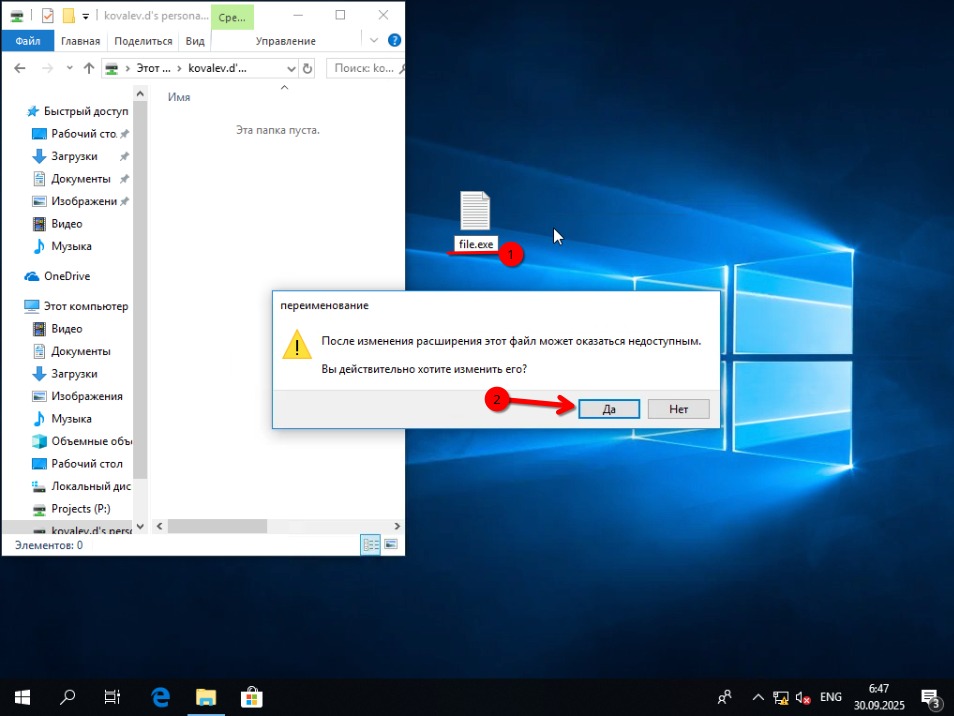 kovalev.d's persona...
Сре...
Файл
Главная
Поделиться
Вид
Управление
?
Этот ...
kovalev.d'...
Поиск: ко...
Имя
Эта папка пуста.
Быстрый доступ
Рабочий сто
Загрузки
Документы
Изображени
Видео
Музыка
OneDrive
Этот компьютер
Видео
Документы
Загрузки
Изображения
Музыка
Объемные объ
Рабочий стол
Локальный дис
Projects (P:)
kovalev.d's perso
Элементов: 0
file.exe
1
переименование
После изменения расширения этот файл может оказаться недоступным.
Вы действительно хотите изменить его?
2
Да
Нет
ENG
6:47
30.09.2025
3